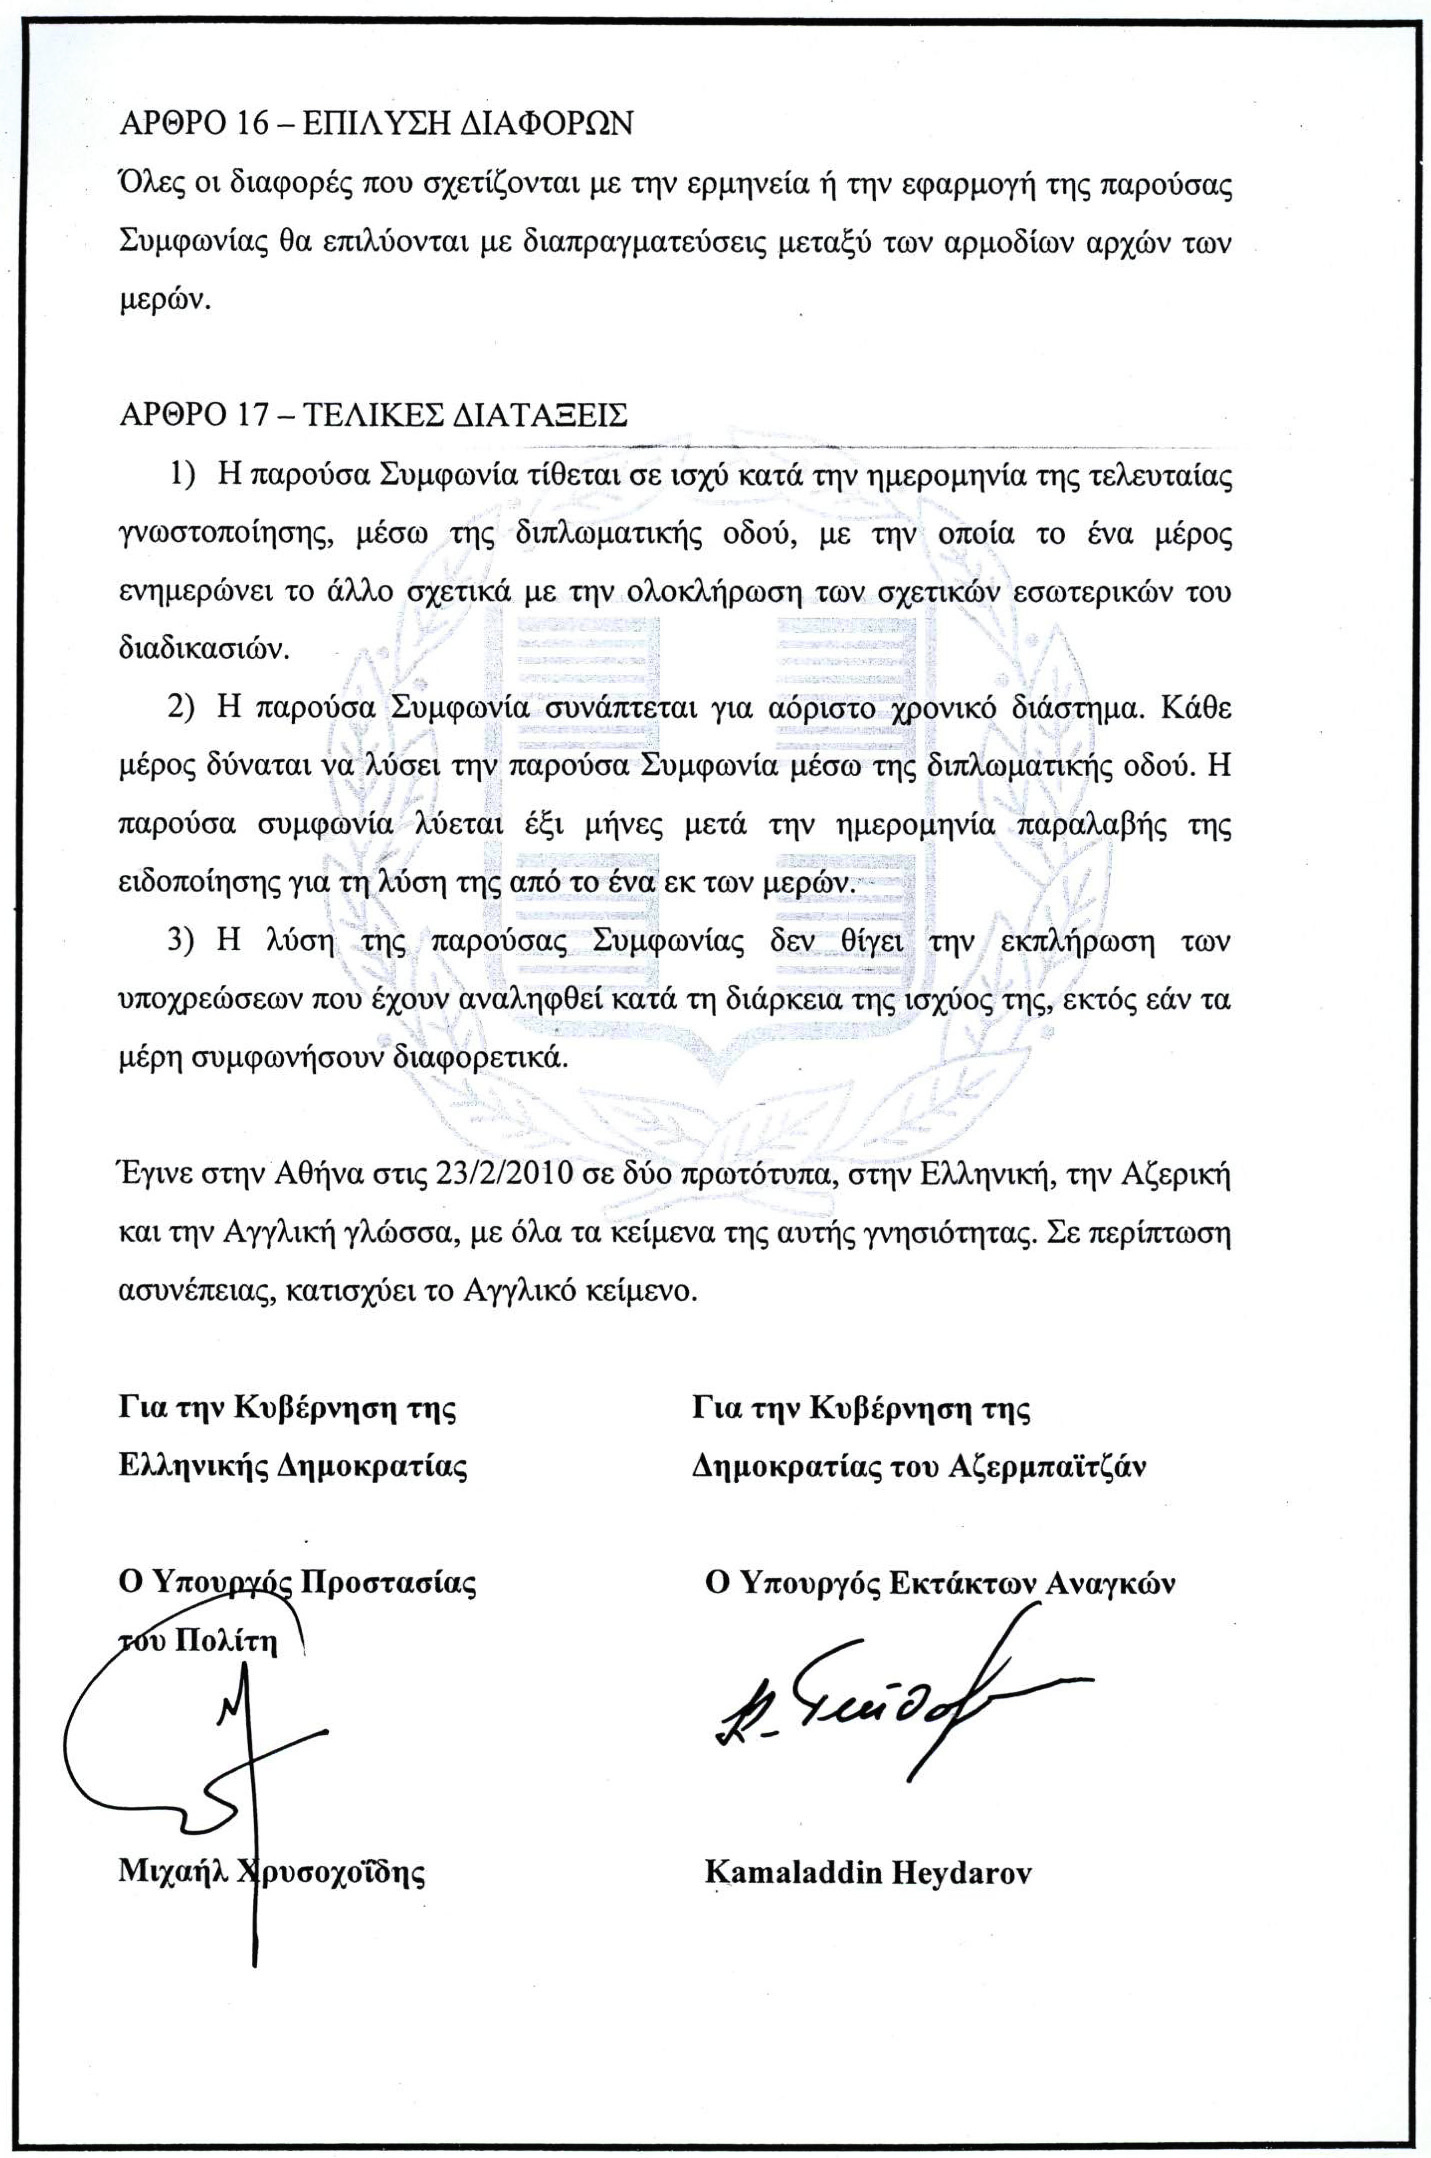 ΑΡΘΡΟ 16 – ΕΠΙΛΥΣΗ ΔΙΑΦΟΡΩΝ
Όλες οι διαφορές που σχετίζονται με την ερμηνεία ή την εφαρμογή της παρούσας
Συμφωνίας θα επιλύονται με διαπραγματεύσεις μεταξύ των αρμοδίων αρχών των
μερών.
ΑΡΘΡΟ 17 – ΤΕΛΙΚΕΣ ΔΙΑΤΑΞΕΙΣ
1) Η παρούσα Συμφωνία τίθεται σε ισχύ κατά την ημερομηνία της τελευταίας
γνωστοποίησης, μέσω της διπλωματικής οδού, με την οποία το ένα μέρος
ενημερώνει το άλλο σχετικά με την ολοκλήρωση των σχετικών εσωτερικών του
διαδικασιών.
2) Η παρούσα Συμφωνία συνάπτεται για αόριστο χρονικό διάστημα. Κάθε
μέρος δύναται να λύσει την παρούσα Συμφωνία μέσω της διπλωματικής οδού. Η
παρούσα συμφωνία λύεται έξι μήνες μετά την ημερομηνία παραλαβής της
ειδοποίησης για τη λύση της από το ένα εκ των μερών.
3) Η λύση της παρούσας Συμφωνίας δεν θίγει την εκπλήρωση των
υποχρεώσεων που έχουν αναληφθεί κατά τη διάρκεια της ισχύος της, εκτός εάν τα
μέρη συμφωνήσουν διαφορετικά.
Έγινε στην Αθήνα στις 23/2/2010 σε δύο πρωτότυπα, στην Ελληνική, την Αζερική
και την Αγγλική γλώσσα, με όλα τα κείμενα της αυτής γνησιότητας. Σε περίπτωση
ασυνέπειας, κατισχύει το Αγγλικό κείμενο.
Για την Κυβέρνηση της Για την Κυβέρνηση της
Ελληνικής Δημοκρατίας Δημοκρατίας του Αζερμπαϊτζάν
Ο Υπουργός Προστασίας Ο Υπουργός Εκτάκτων Αναγκών
του Πολίτη
Μιχαήλ Χρυσοχοΐδης Kamaladdin Heydarov